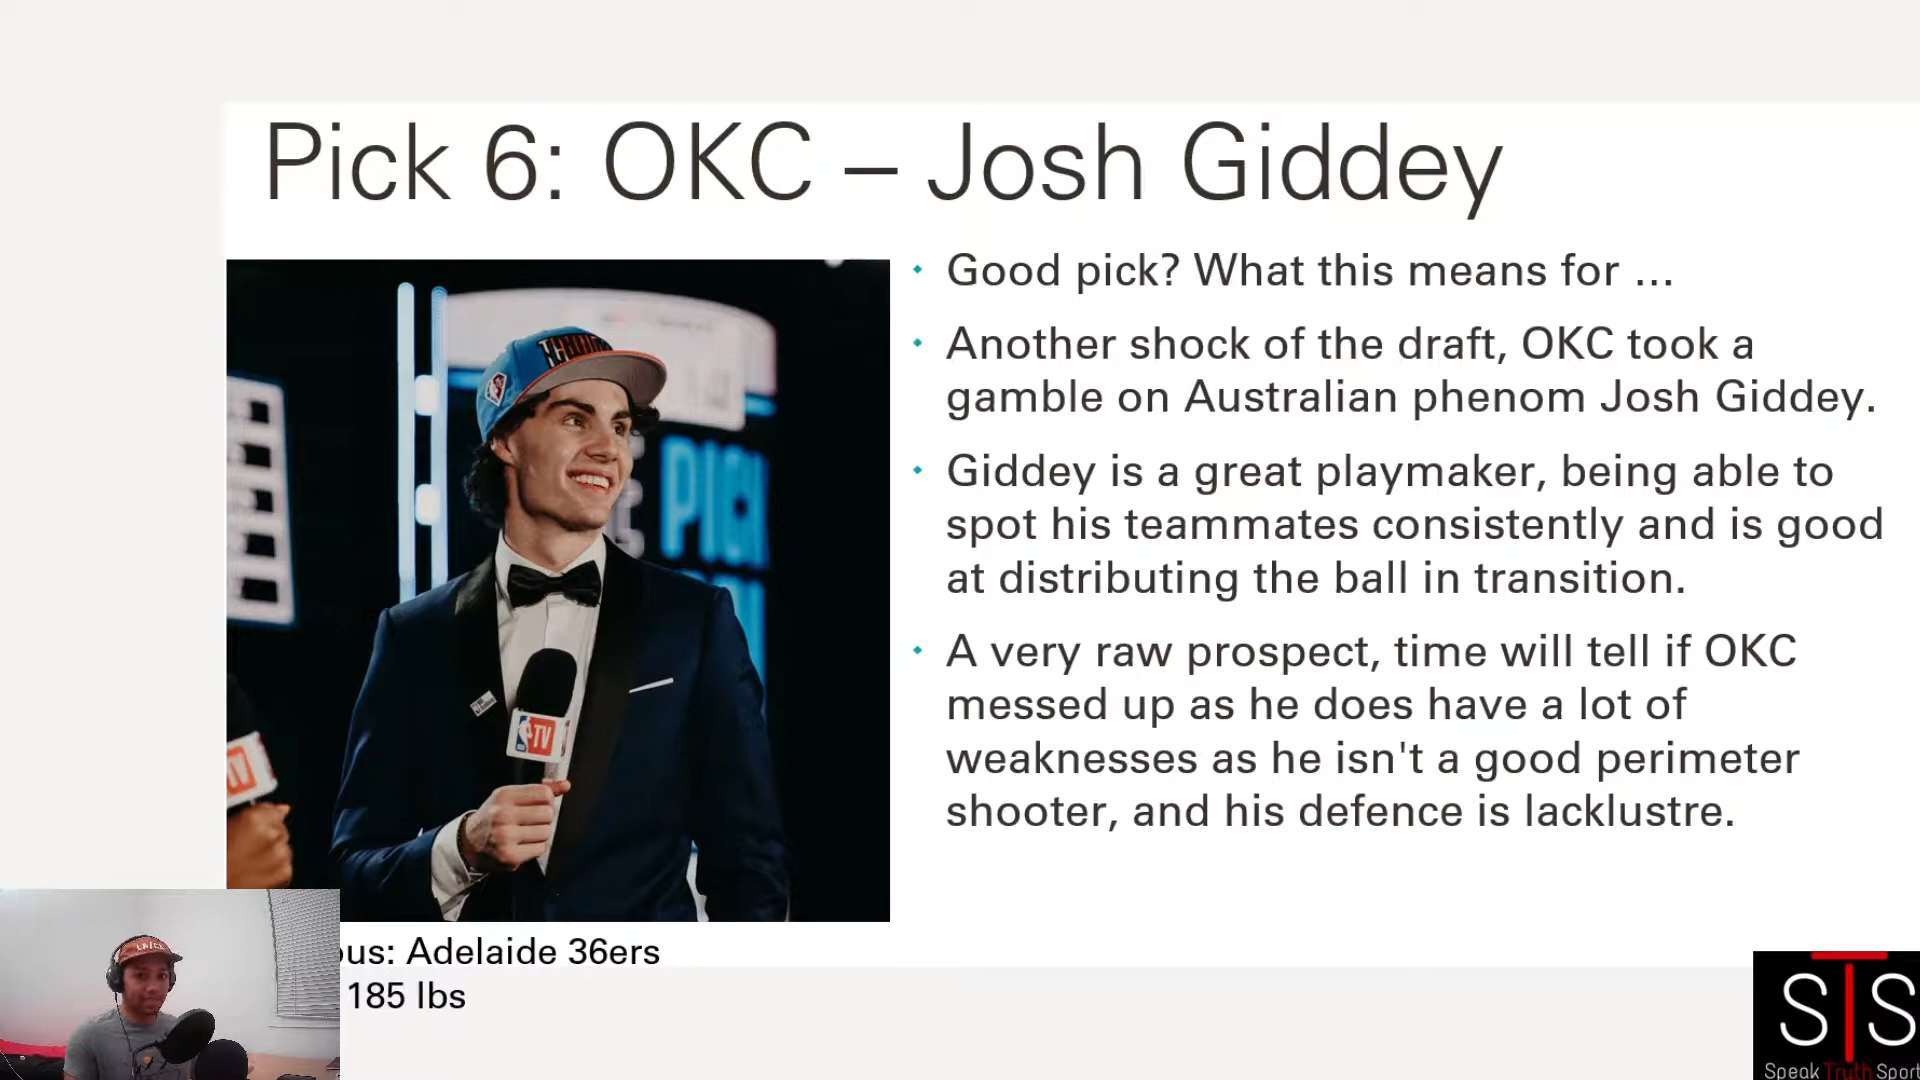 Pick 6: OKC – Josh Giddey
Good pick? What this means for ...
Another shock of the draft, OKC took a
gamble on Australian phenom Josh Giddey.
Giddey is a great playmaker, being able to
spot his teammates consistently and is good
at distributing the ball in transition.
A very raw prospect, time will tell if OKC
messed up as he does have a lot of
weaknesses as he isn't a good perimeter
shooter, and his defence is lacklustre.
PICK
TV
TV
ous: Adelaide 36ers
185 lbs
STS
Speak Truth Sport